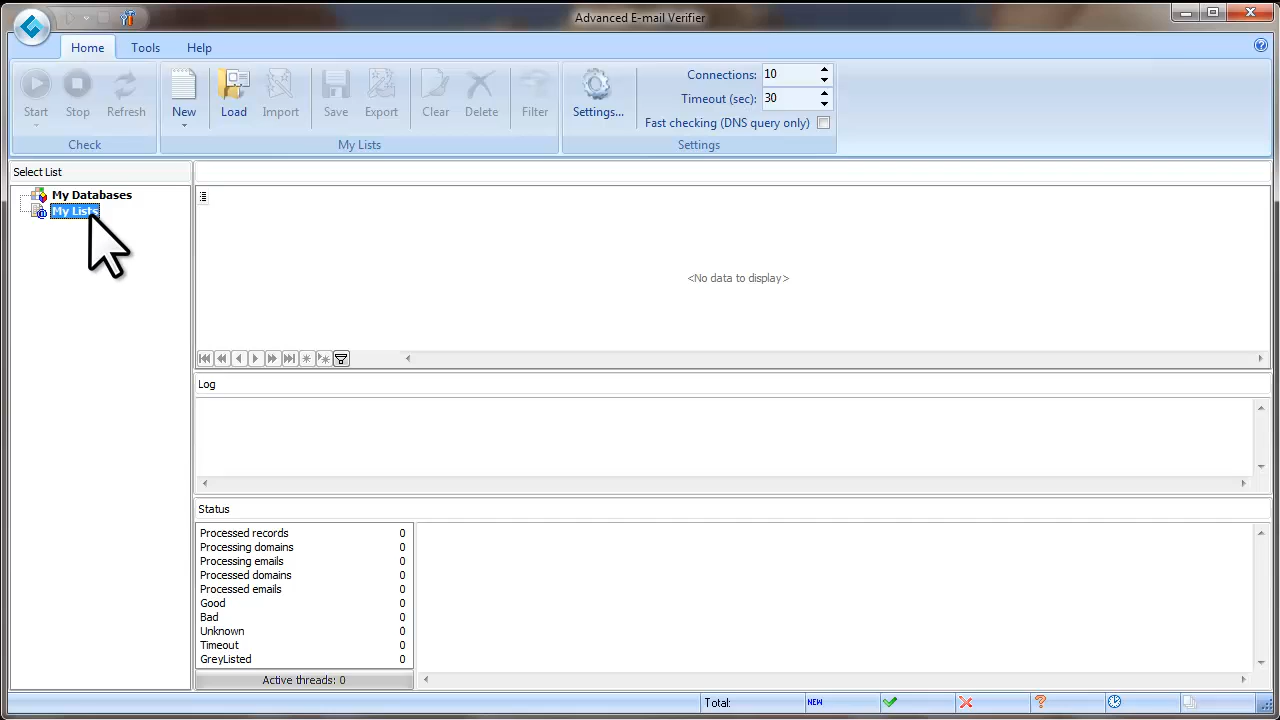 Advanced E-mail Verifier
Home Tools Help
Connections: 10
Timeout (sec): 30
Start Stop Refresh New Load Import Save Export Clear Delete Filter Settings...
Fast checking (DNS query only)
Check My Lists Settings
Select List
My Databases
My Lists
<No data to display>
Log
Status
Processed records 0
Processing domains 0
Processing emails 0
Processed domains 0
Processed emails 0
Good 0
Bad 0
Unknown 0
Timeout 0
GreyListed 0
Active threads: 0
Total: NEW